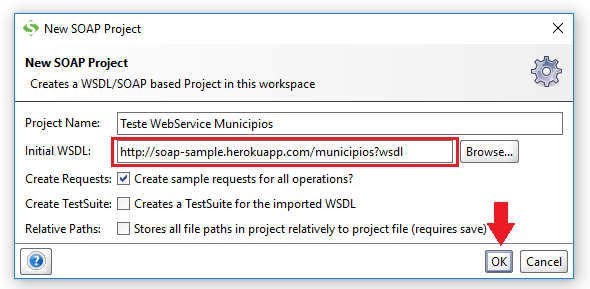 New SOAP Project
New SOAP Project
Creates a WSDL/SOAP based Project in this workspace
Project Name: Teste WebService Municipios
Initial WSDL: http://soap-sample.herokuapp.com/municipios?wsdl Browse...
Create Requests: Create sample requests for all operations?
Create TestSuite: Creates a TestSuite for the imported WSDL
Relative Paths: Stores all file paths in project relatively to project file (requires save)
? OK Cancel